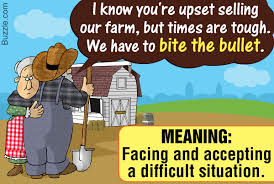 Buzzle.com
I know you're upset selling
our farm, but times are tough.
We have to bite the bullet.
MEANING:
Facing and accepting
a difficult situation.